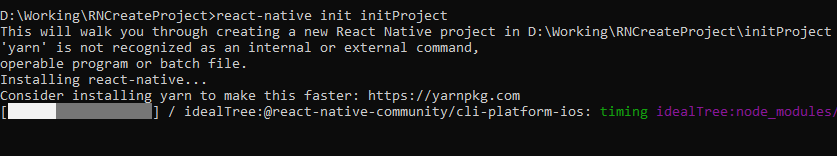 D:\Working\RNCreateProject>react-native init initProject
This will walk you through creating a new React Native project in D:\Working\RNCreateProject\initProject
'yarn' is not recognized as an internal or external command,
operable program or batch file.
Installing react-native...
Consider installing yarn to make this faster: https://yarnpkg.com
[                    ] / idealTree:@react-native-community/cli-platform-ios: timing idealTree:node_modules/